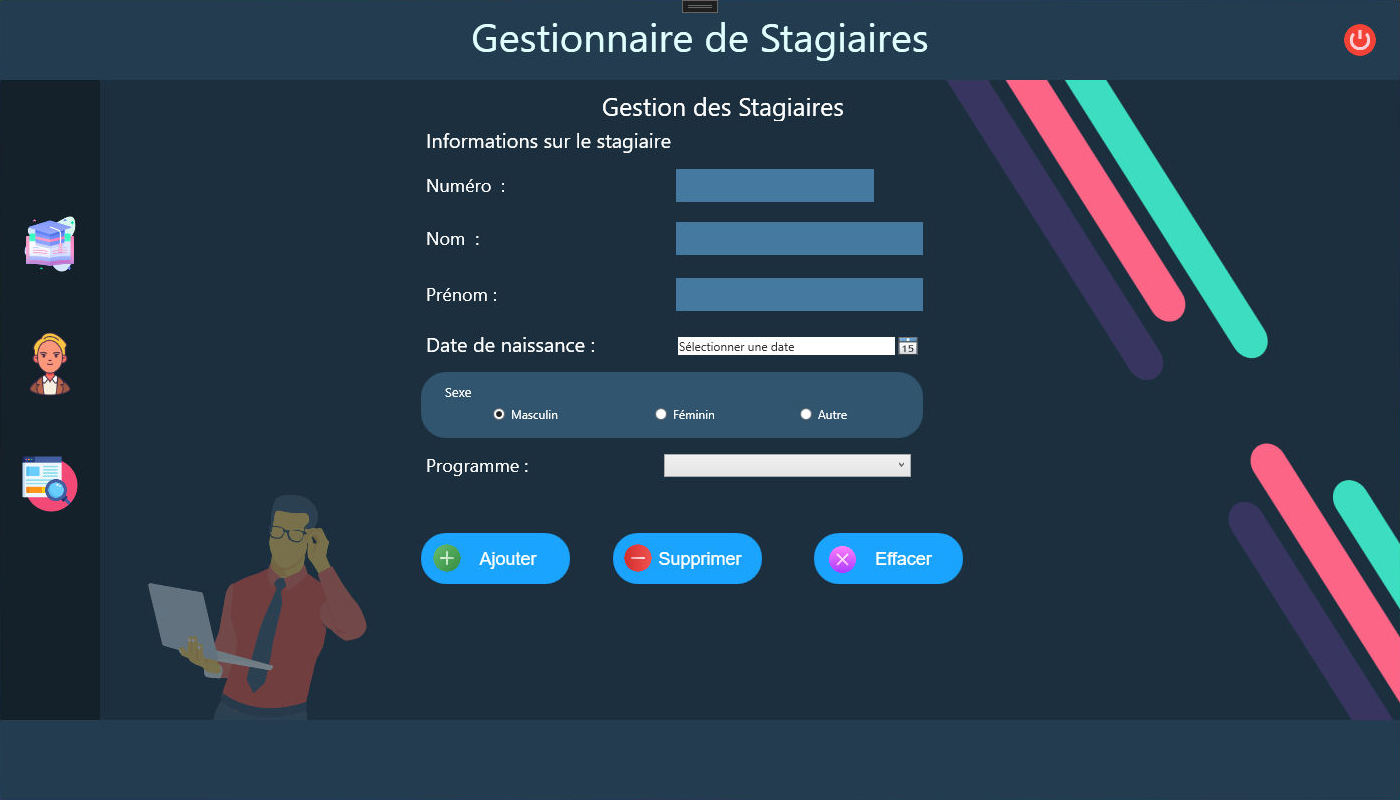 Gestionnaire de Stagiaires
Gestion des Stagiaires
Informations sur le stagiaire
Numéro :
Nom :
Prénom :
Date de naissance :
Sélectionner une date
15
Sexe
Masculin
Féminin
Autre
Programme :
Ajouter
Supprimer
Effacer